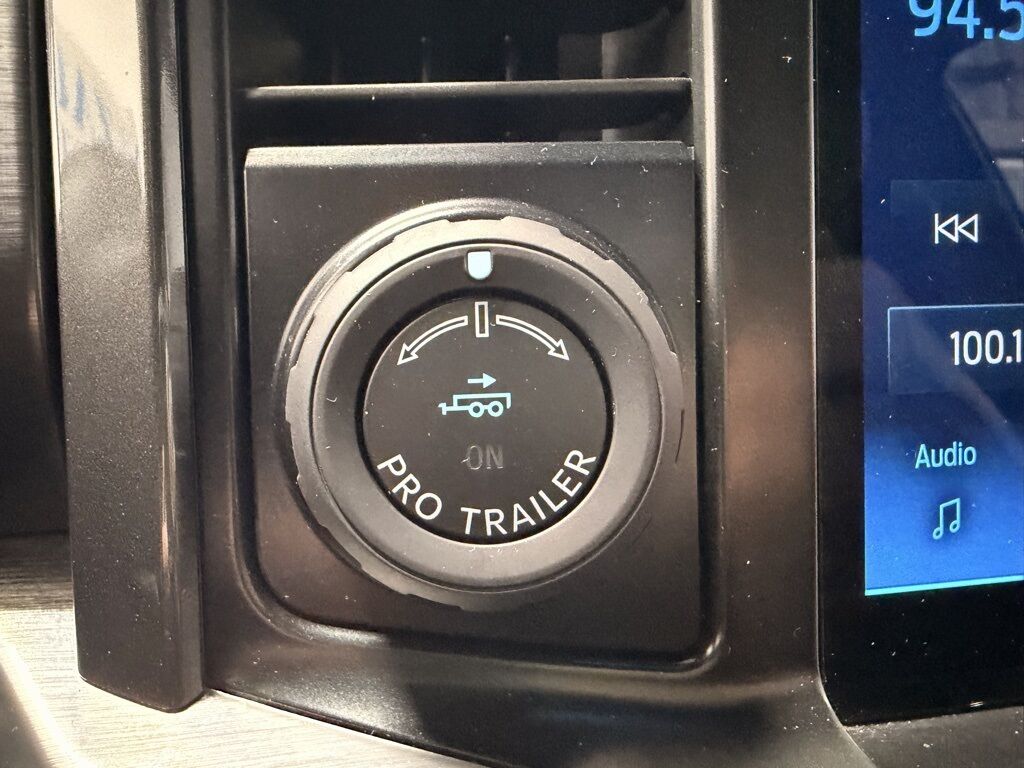 94.5
100.1
Audio
ON
PRO TRAILER